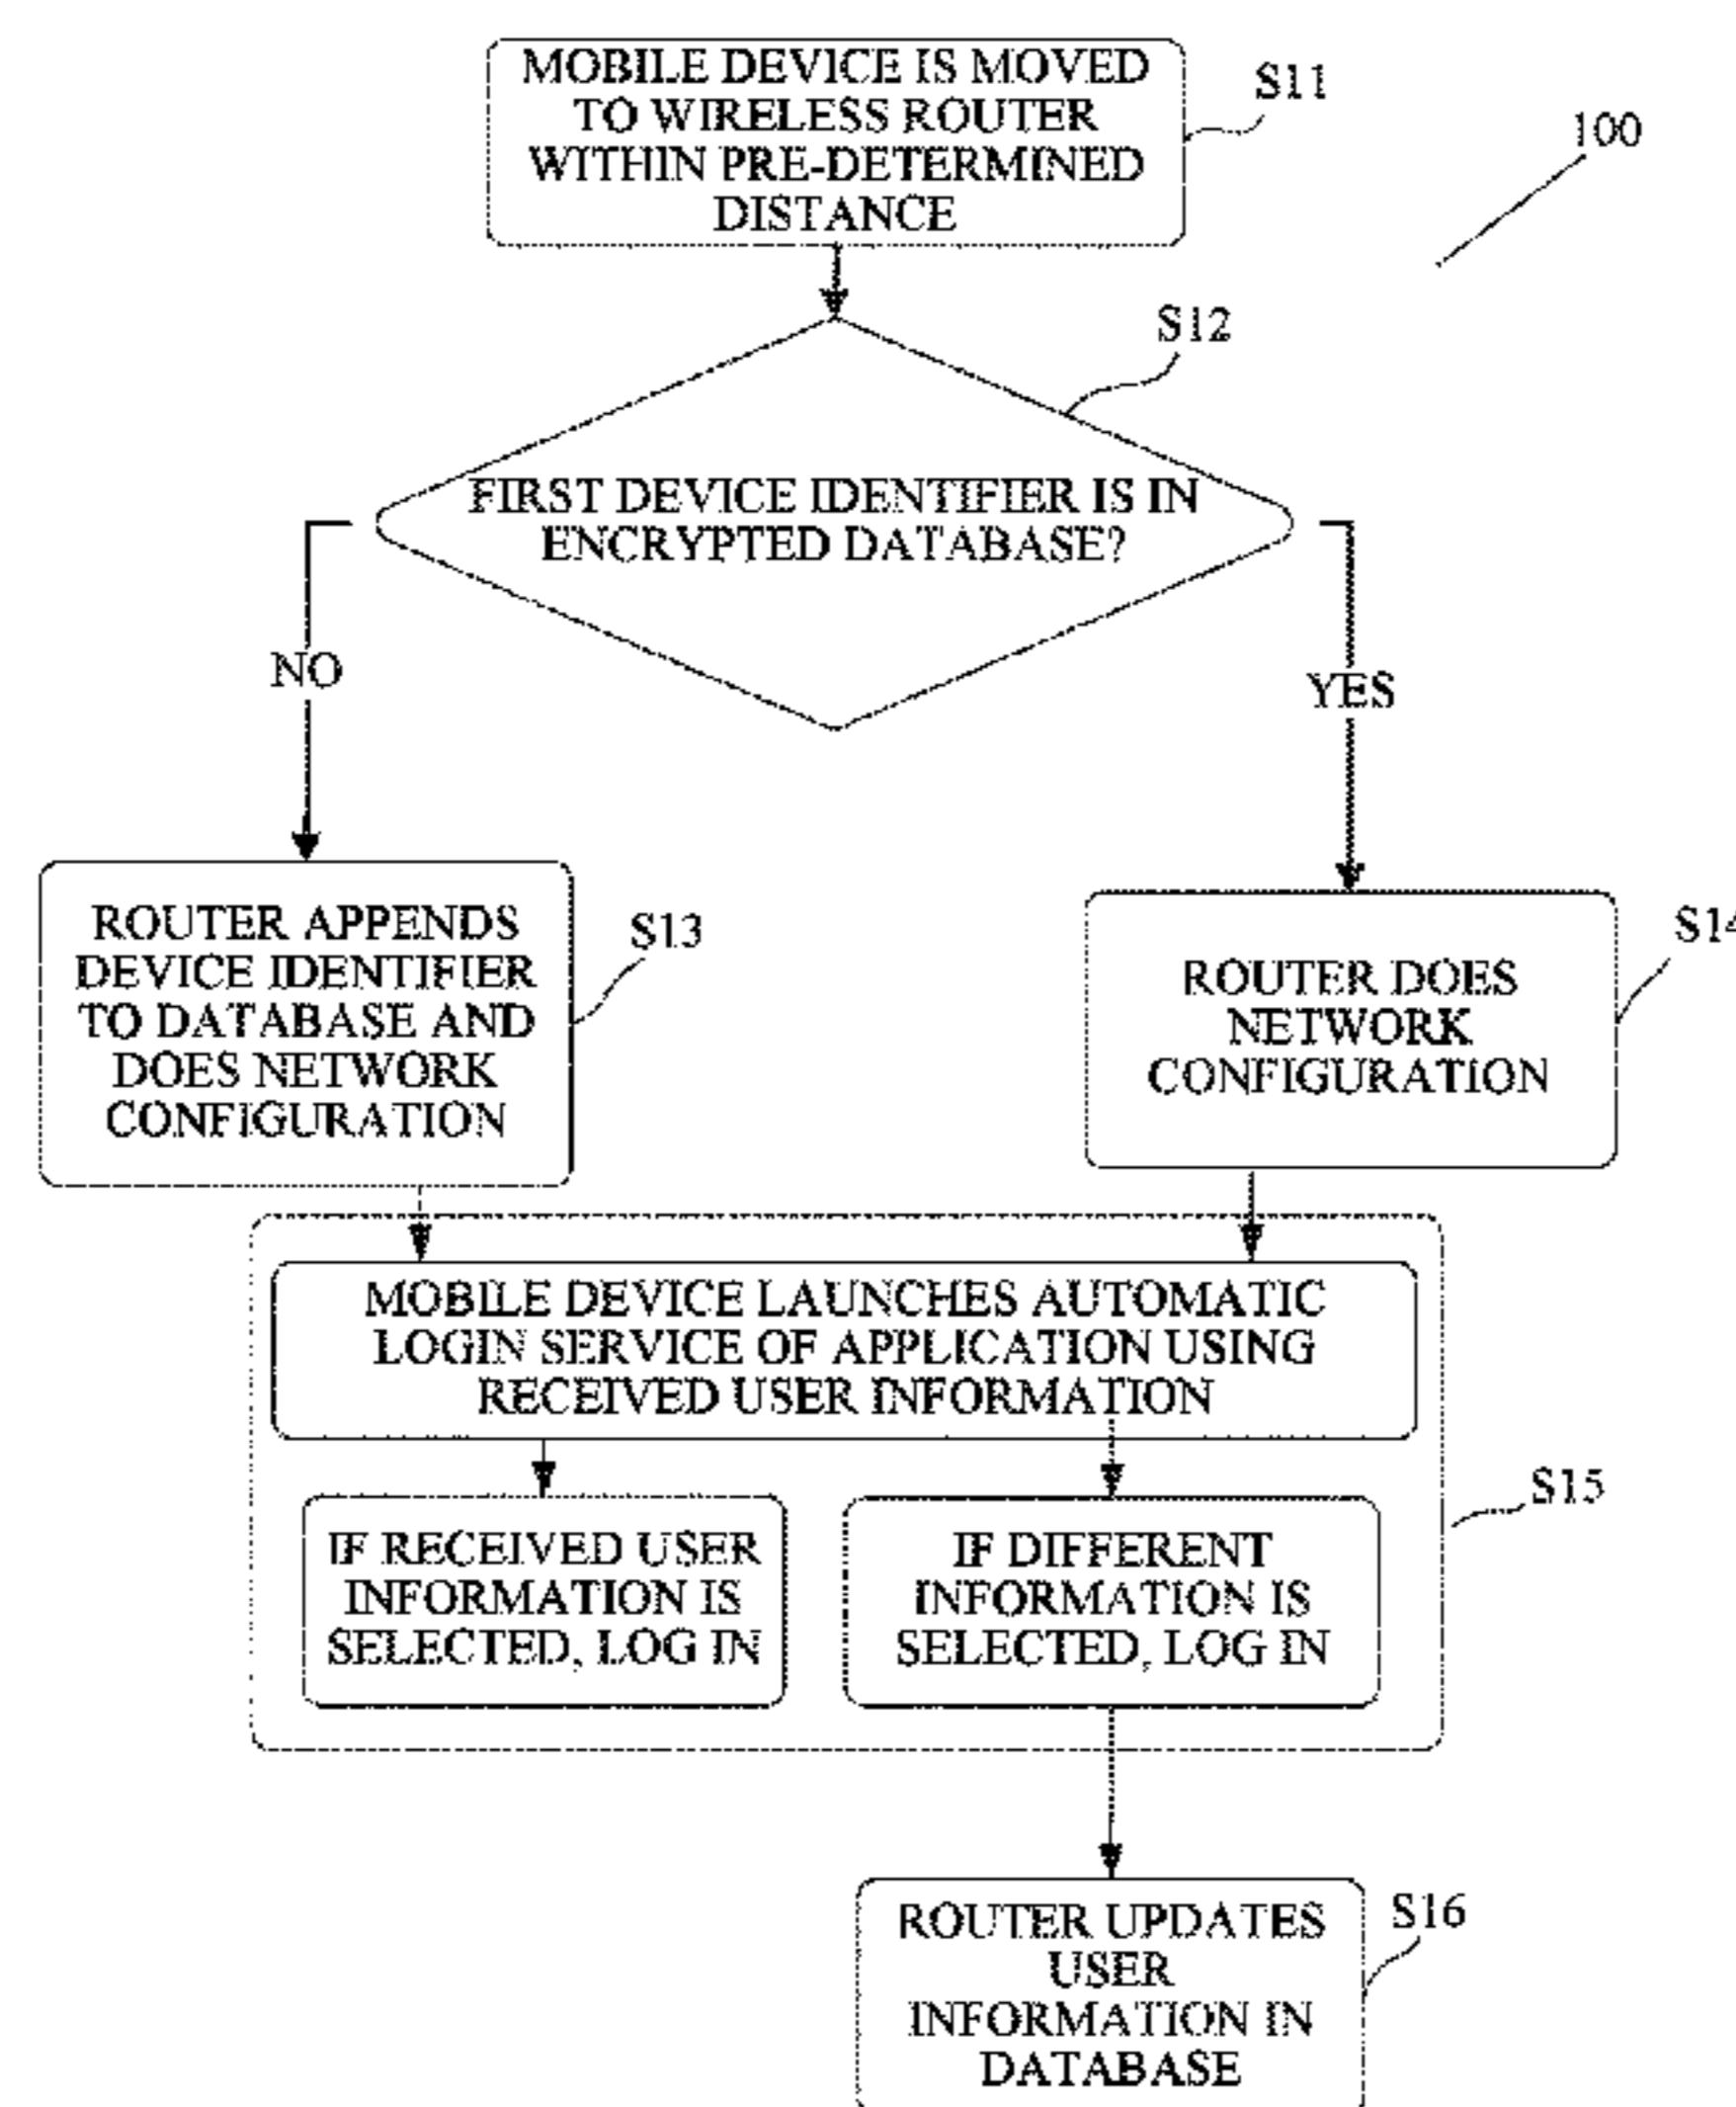 MOBILE DEVICE IS MOVED
TO WIRELESS ROUTER
WITHIN PRE-DETERMINED
DISTANCE
S11
100
S12
FIRST DEVICE IDENTIFIER IS IN
ENCRYPTED DATABASE?
NO
YES
ROUTER APPENDS
DEVICE IDENTIFIER
TO DATABASE AND
DOES NETWORK
CONFIGURATION
S13
ROUTER DOES
NETWORK
CONFIGURATION
S14
MOBILE DEVICE LAUNCHES AUTOMATIC
LOGIN SERVICE OF APPLICATION USING
RECEIVED USER INFORMATION
IF RECEIVED USER
INFORMATION IS
SELECTED, LOG IN
IF DIFFERENT
INFORMATION IS
SELECTED, LOG IN
S15
ROUTER UPDATES
USER
INFORMATION IN
DATABASE
S16